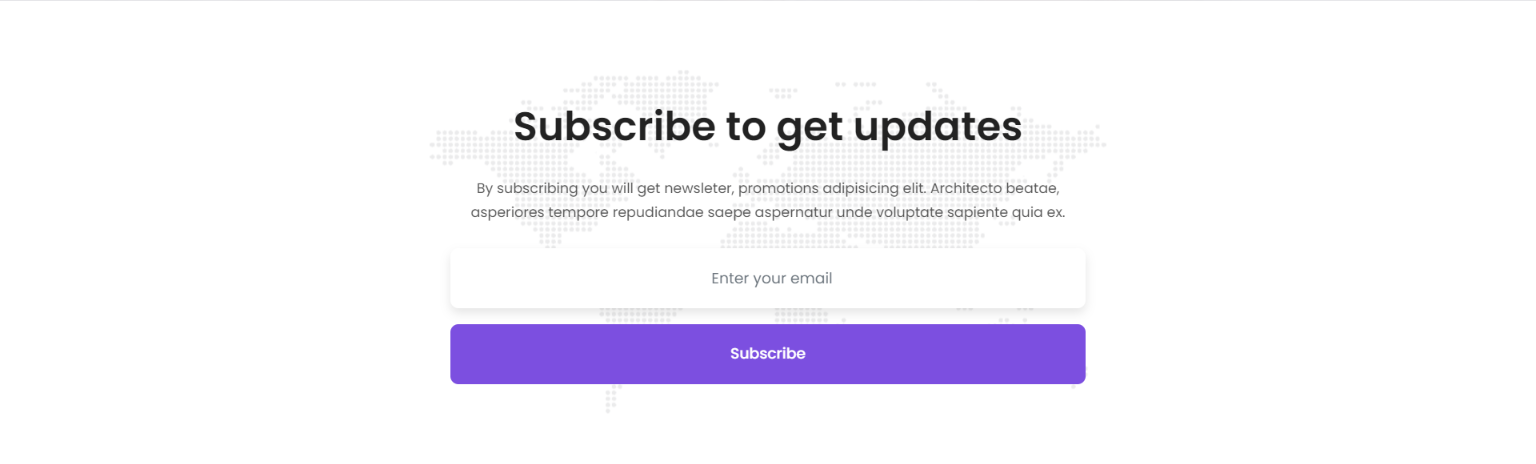 Subscribe to get updates
By subscribing you will get newsleter, promotions adipisicing elit. Architecto beatae,
asperiores tempore repudiandae saepe aspernatur unde voluptate sapiente quia ex.
Enter your email
Subscribe